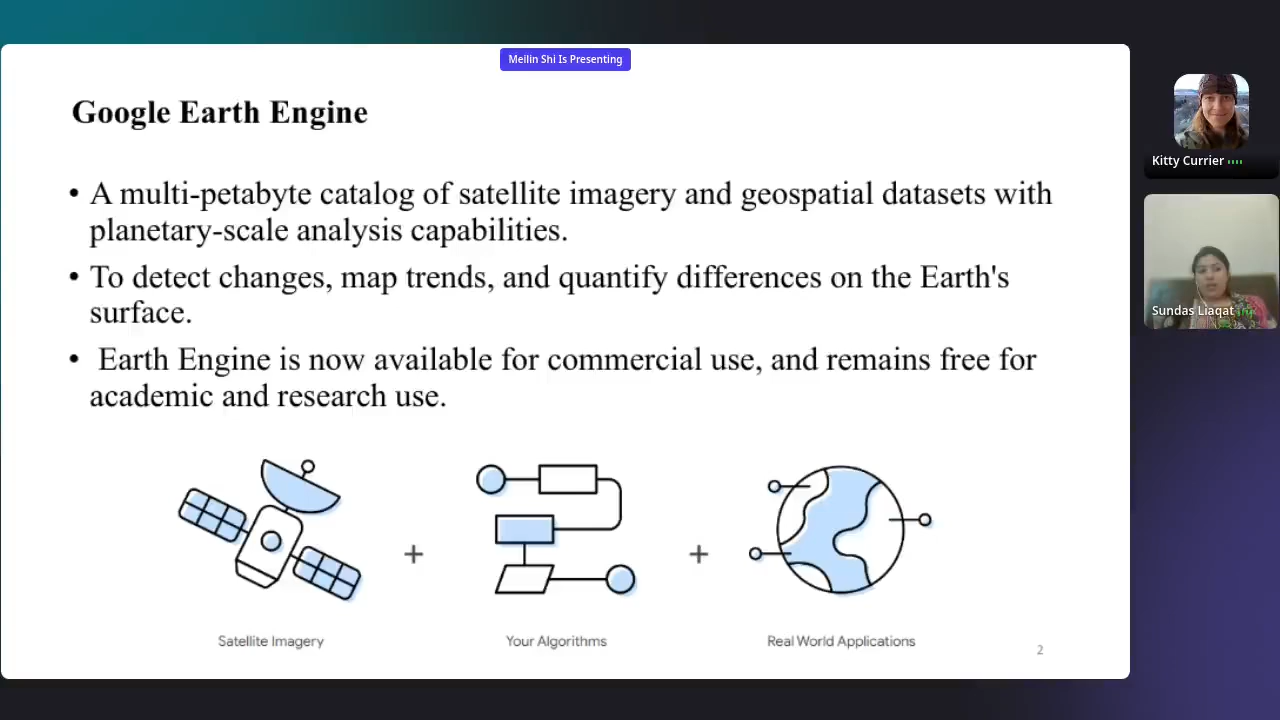 Meilin Shi Is Presenting
Google Earth Engine
• A multi-petabyte catalog of satellite imagery and geospatial datasets with
planetary-scale analysis capabilities.
• To detect changes, map trends, and quantify differences on the Earth's
surface.
• Earth Engine is now available for commercial use, and remains free for
academic and research use.
+
+
Satellite Imagery
Your Algorithms
Real World Applications
2
Kitty Currier
Sundas Liaqat